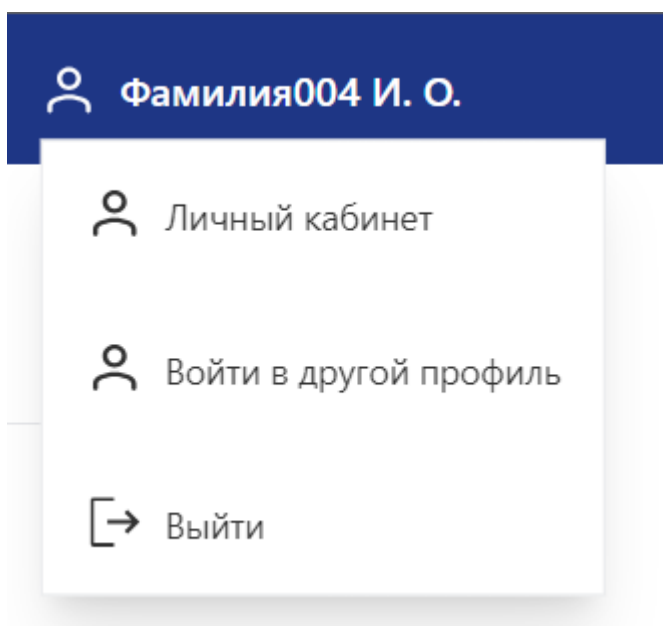 Фамилия004 И. О.
Личный кабинет
Войти в другой профиль
Выйти